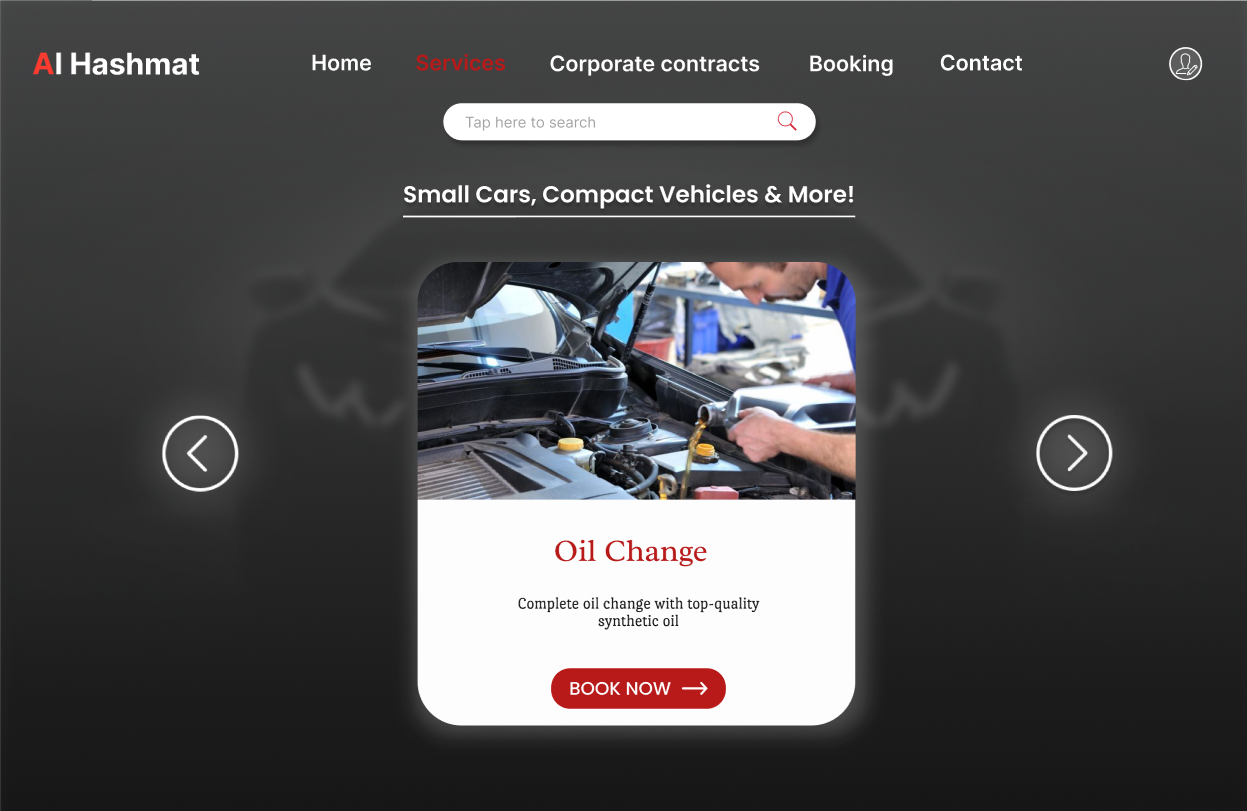 Al Hashmat
Home
Services
Corporate contracts
Booking
Contact
Tap here to search
Small Cars, Compact Vehicles & More!
Oil Change
Complete oil change with top-quality
synthetic oil
BOOK NOW